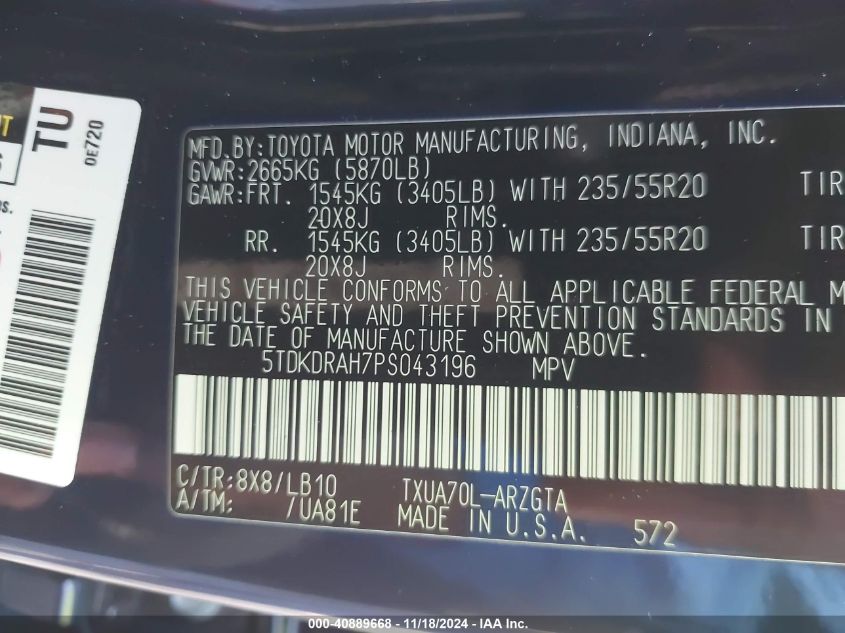 TU
0E720
MFD.BY:TOYOTA MOTOR MANUFACTURING, INDIANA, INC.
GVWR:2665KG (5870LB)
GAWR:FRT. 1545KG (3405LB) WITH 235/55R20 TIR
20X8J RIMS.
RR. 1545KG (3405LB) WITH 235/55R20 TIR
20X8J RIMS.
THIS VEHICLE CONFORMS TO ALL APPLICABLE FEDERAL M
VEHICLE SAFETY AND THEFT PREVENTION STANDARDS IN
THE DATE OF MANUFACTURE SHOWN ABOVE.
5TDKDRAH7PS043196 MPV
C/TR:8X8/LB10 TXUA70L-ARZGTA
A/TM: /UA81E MADE IN U.S.A. 572
000-40889668 - 11/18/2024 - IAA Inc.